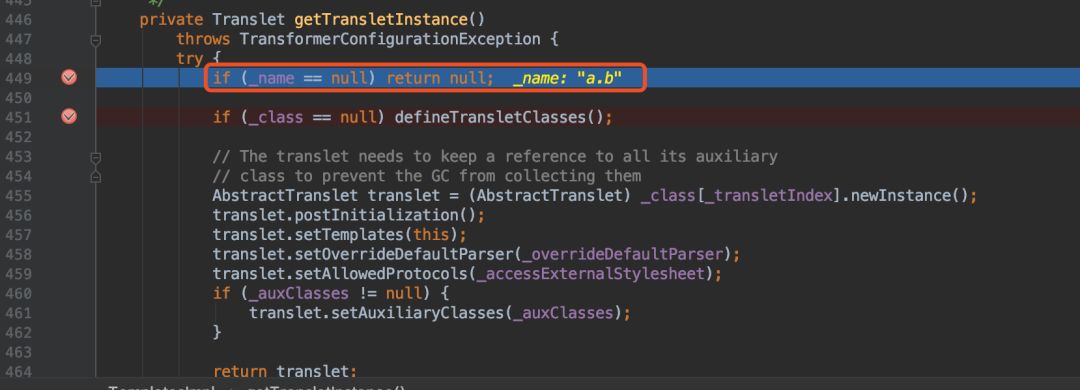 445 */
446 private Translet getTransletInstance()
447 throws TransformerConfigurationException {
448 try {
449 if (_name == null) return null; _name: "a.b"
450
451 if (_class == null) defineTransletClasses();
452
453 // The translet needs to keep a reference to all its auxiliary
454 // class to prevent the GC from collecting them
455 AbstractTranslet translet = (AbstractTranslet) _class[_transletIndex].newInstance();
456 translet.postInitialization();
457 translet.setTemplates(this);
458 translet.setOverrideDefaultParser(_overrideDefaultParser);
459 translet.setAllowedProtocols(_accessExternalStylesheet);
460 if (_auxClasses != null) {
461 translet.setAuxiliaryClasses(_auxClasses);
462 }
463
464 return translet;
TemplatesImpl > getTransletInstance()